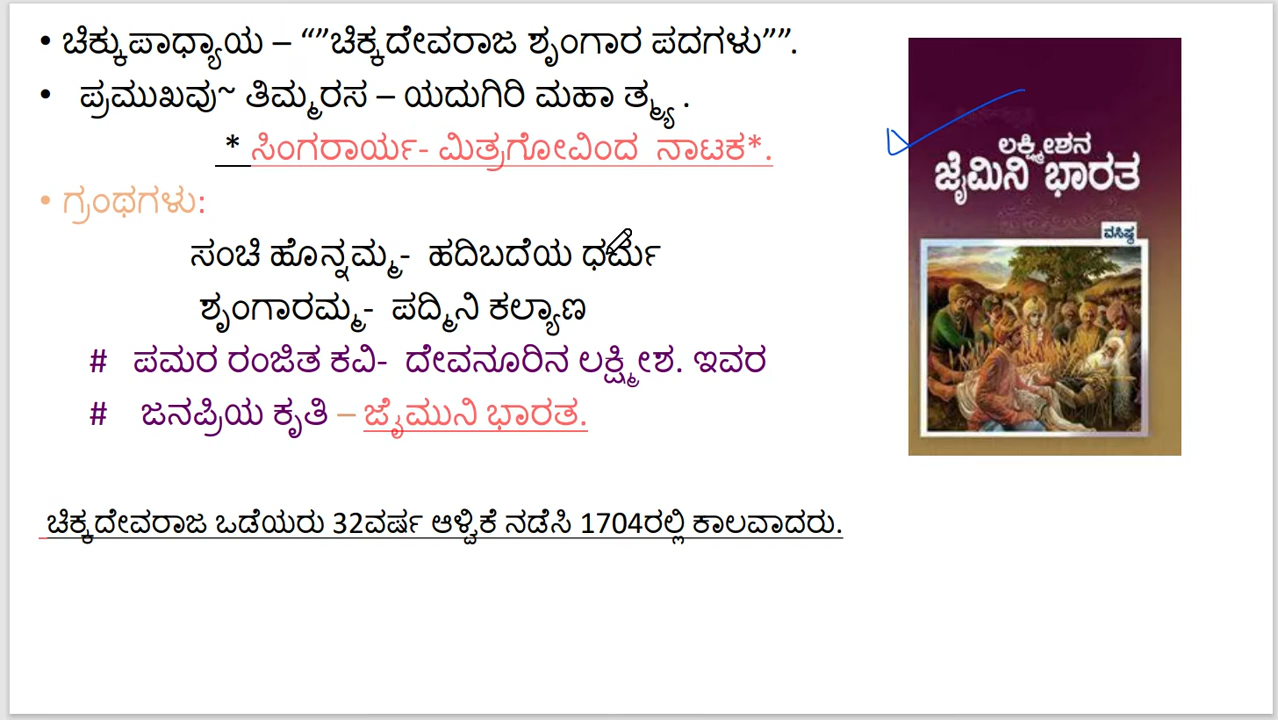 • ಚಿಕ್ಕುಪಾಧ್ಯಾಯ – “”ಚಿಕ್ಕದೇವರಾಜ ಶೃಂಗಾರ ಪದಗಳು””.
• ಪ್ರಮುಖವು~ ತಿಮ್ಮರಸ – ಯದುಗಿರಿ ಮಹಾ ತ್ಮ್ಯ .
* ಸಿಂಗರಾರ್ಯ- ಮಿತ್ರಗೋವಿಂದ ನಾಟಕ*.
• ಗ್ರಂಥಗಳು:
ಸಂಚಿ ಹೊನ್ನಮ್ಮ- ಹದಿಬದೆಯ ಧರ್ಮ
ಶೃಂಗಾರಮ್ಮ- ಪದ್ಮಿನಿ ಕಲ್ಯಾಣ
# ಪಮರ ರಂಜಿತ ಕವಿ- ದೇವನೂರಿನ ಲಕ್ಷ್ಮೀಶ. ಇವರ
# ಜನಪ್ರಿಯ ಕೃತಿ – ಜೈಮುನಿ ಭಾರತ.
ಚಿಕ್ಕದೇವರಾಜ ಒಡೆಯರು 32ವರ್ಷ ಆಳ್ವಿಕೆ ನಡೆಸಿ 1704ರಲ್ಲಿ ಕಾಲವಾದರು.
ಲಕ್ಷ್ಮೀಶನ
ಜೈಮಿನಿ ಭಾರತ
ವಸಿಷ್ಠ